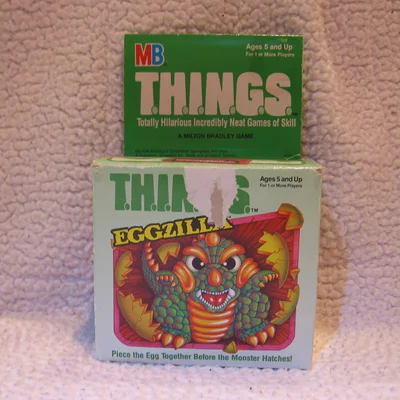 MB
Ages 5 and Up
For 1 or More Players
T.H.I.N.G.S.™
Totally Hilarious Incredibly Neat Games of Skill
A MILTON BRADLEY GAME
T.H.I.N. S.™
Ages 5 and Up
For 1 or More Players
EGGZILLA
Piece the Egg Together Before the Monster Hatches!